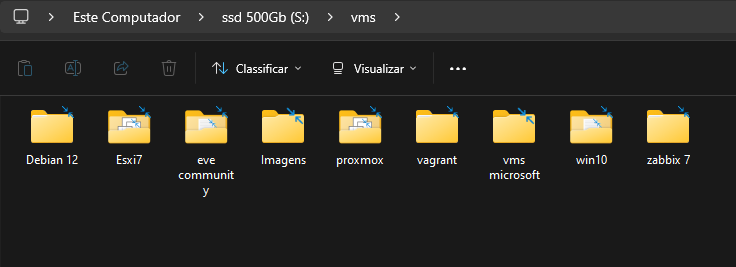 Este Computador > ssd 500Gb (S:) > vms >
Classificar Visualizar ...
Debian 12 Esxi7 eve communit y Imagens proxmox vagrant vms microsoft win10 zabbix 7